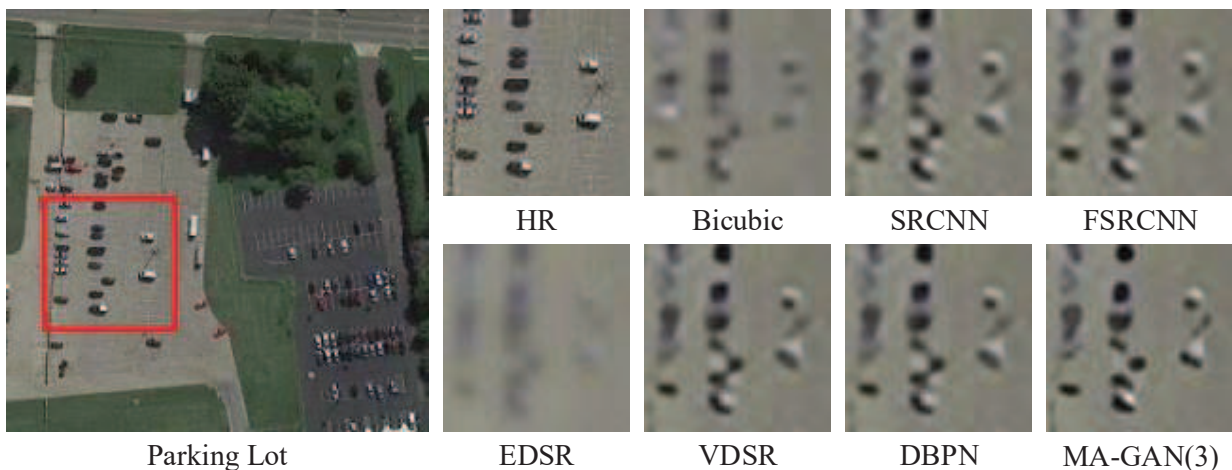 HR Bicubic SRCNN FSRCNN
Parking Lot EDSR VDSR DBPN MA-GAN(3)